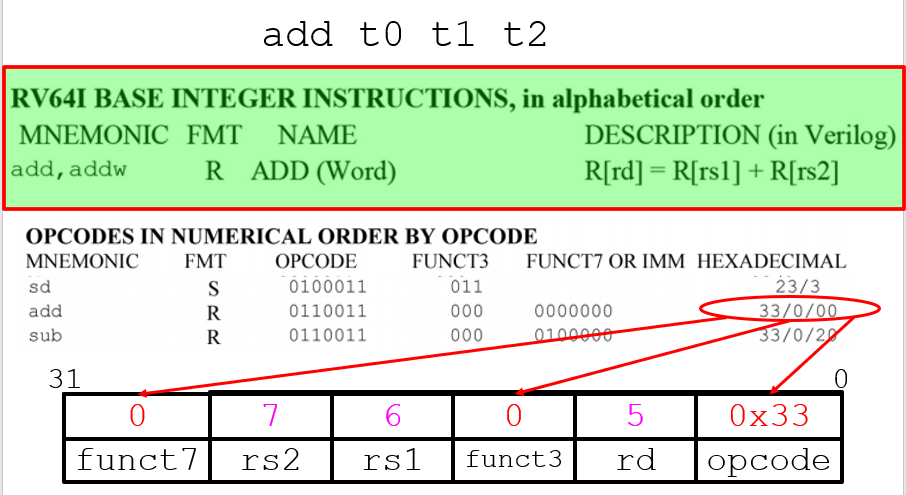 add t0 t1 t2
RV64I BASE INTEGER INSTRUCTIONS, in alphabetical order
MNEMONIC FMT NAME DESCRIPTION (in Verilog)
add,addw R ADD (Word) R[rd] = R[rs1] + R[rs2]
OPCODES IN NUMERICAL ORDER BY OPCODE
MNEMONIC FMT OPCODE FUNCT3 FUNCT7 OR IMM HEXADECIMAL
sd S 0100011 011 23/3
add R 0110011 000 0000000 33/0/00
sub R 0110011 000 0100000 33/0/20
31 0
0 7 6 0 5 0x33
funct7 rs2 rs1 funct3 rd opcode